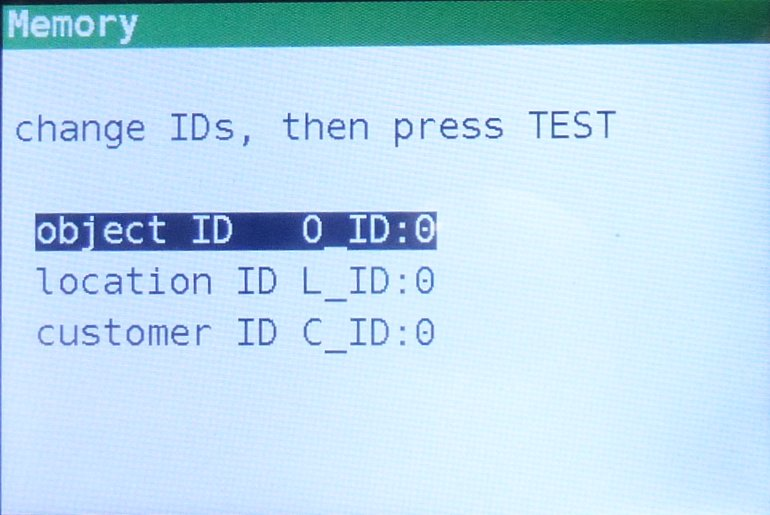 Memory
change IDs, then press TEST
object ID   O_ID:0
location ID L_ID:0
customer ID C_ID:0